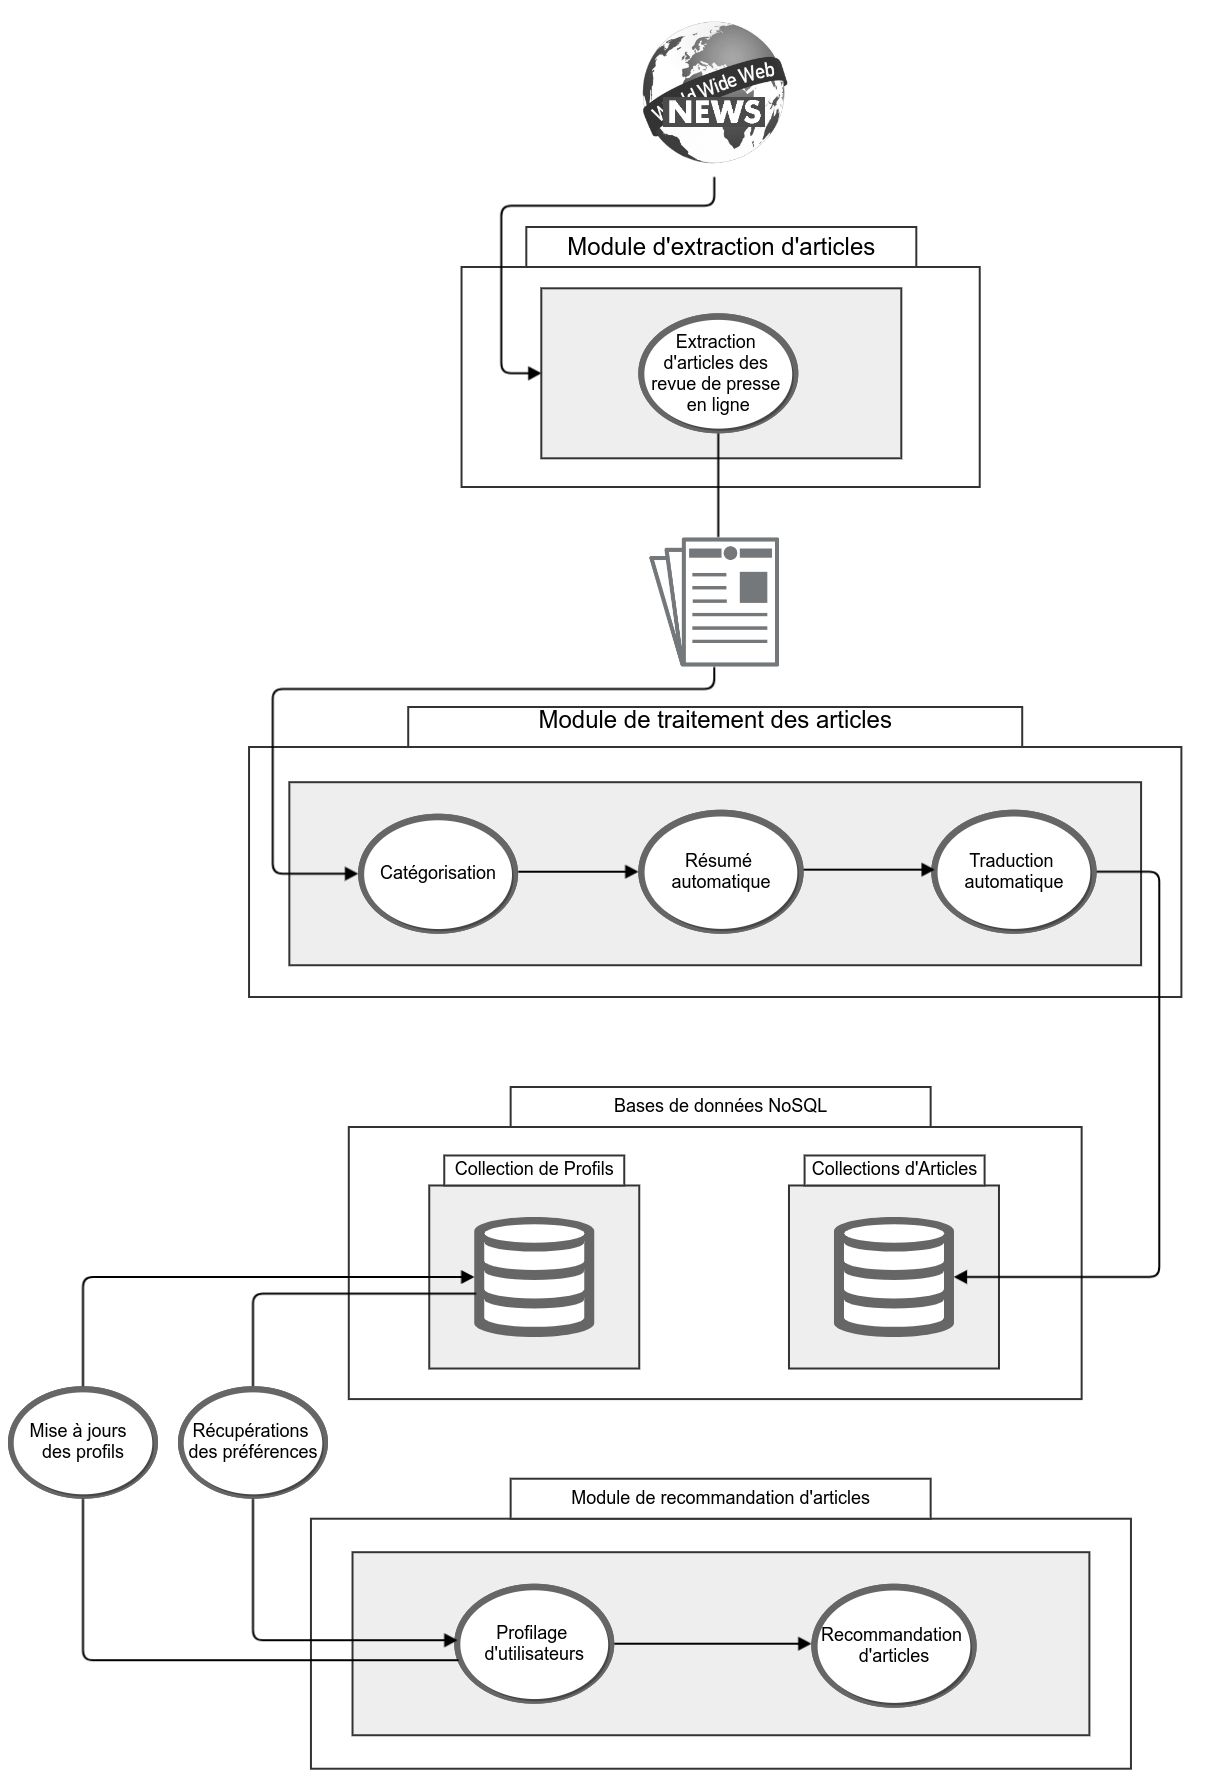 Wide Web
NEWS
Module d'extraction d'articles
Extraction
d'articles des
revue de presse
en ligne
Module de traitement des articles
Catégorisation
Résumé
automatique
Traduction
automatique
Bases de données NoSQL
Collection de Profils
Collections d'Articles
Mise à jours
des profils
Récupérations
des préférences
Module de recommandation d'articles
Profilage
d'utilisateurs
Recommandation
d'articles